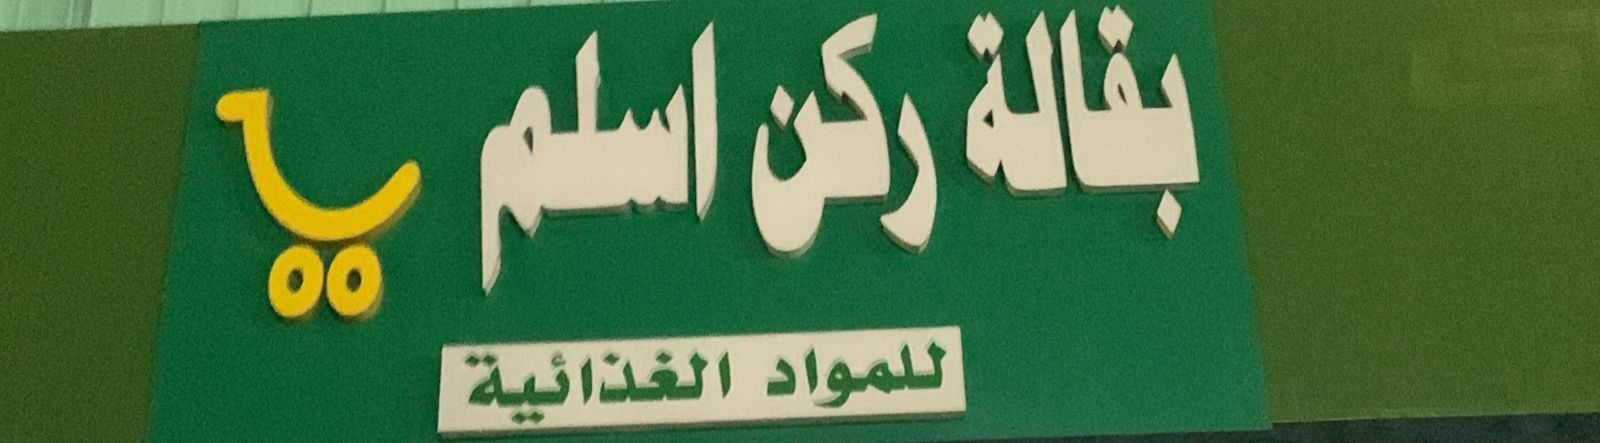 بقالة ركن اسلم
للمواد الغذائية